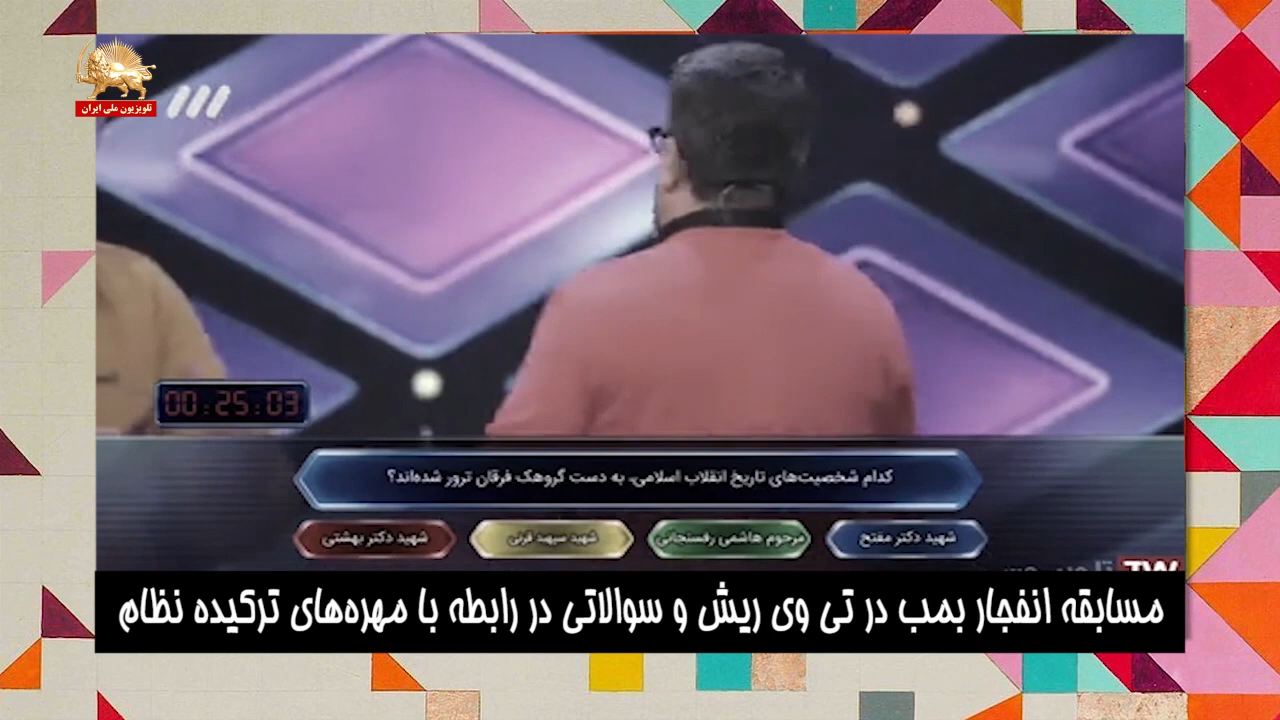 تلویزیون ملی ایران
00:25:03
کدام شخصیت‌های تاریخ انقلاب اسلامی، به دست گروهک فرقان ترور شده‌اند؟
شهید دکتر مفتح
مرحوم هاشمی رفسنجانی
شهید سپهبد قرنی
شهید دکتر بهشتی
TW
مسابقه انفجار بمب در تی وی ریش و سوالاتی در رابطه با مهره‌های ترکیده نظام